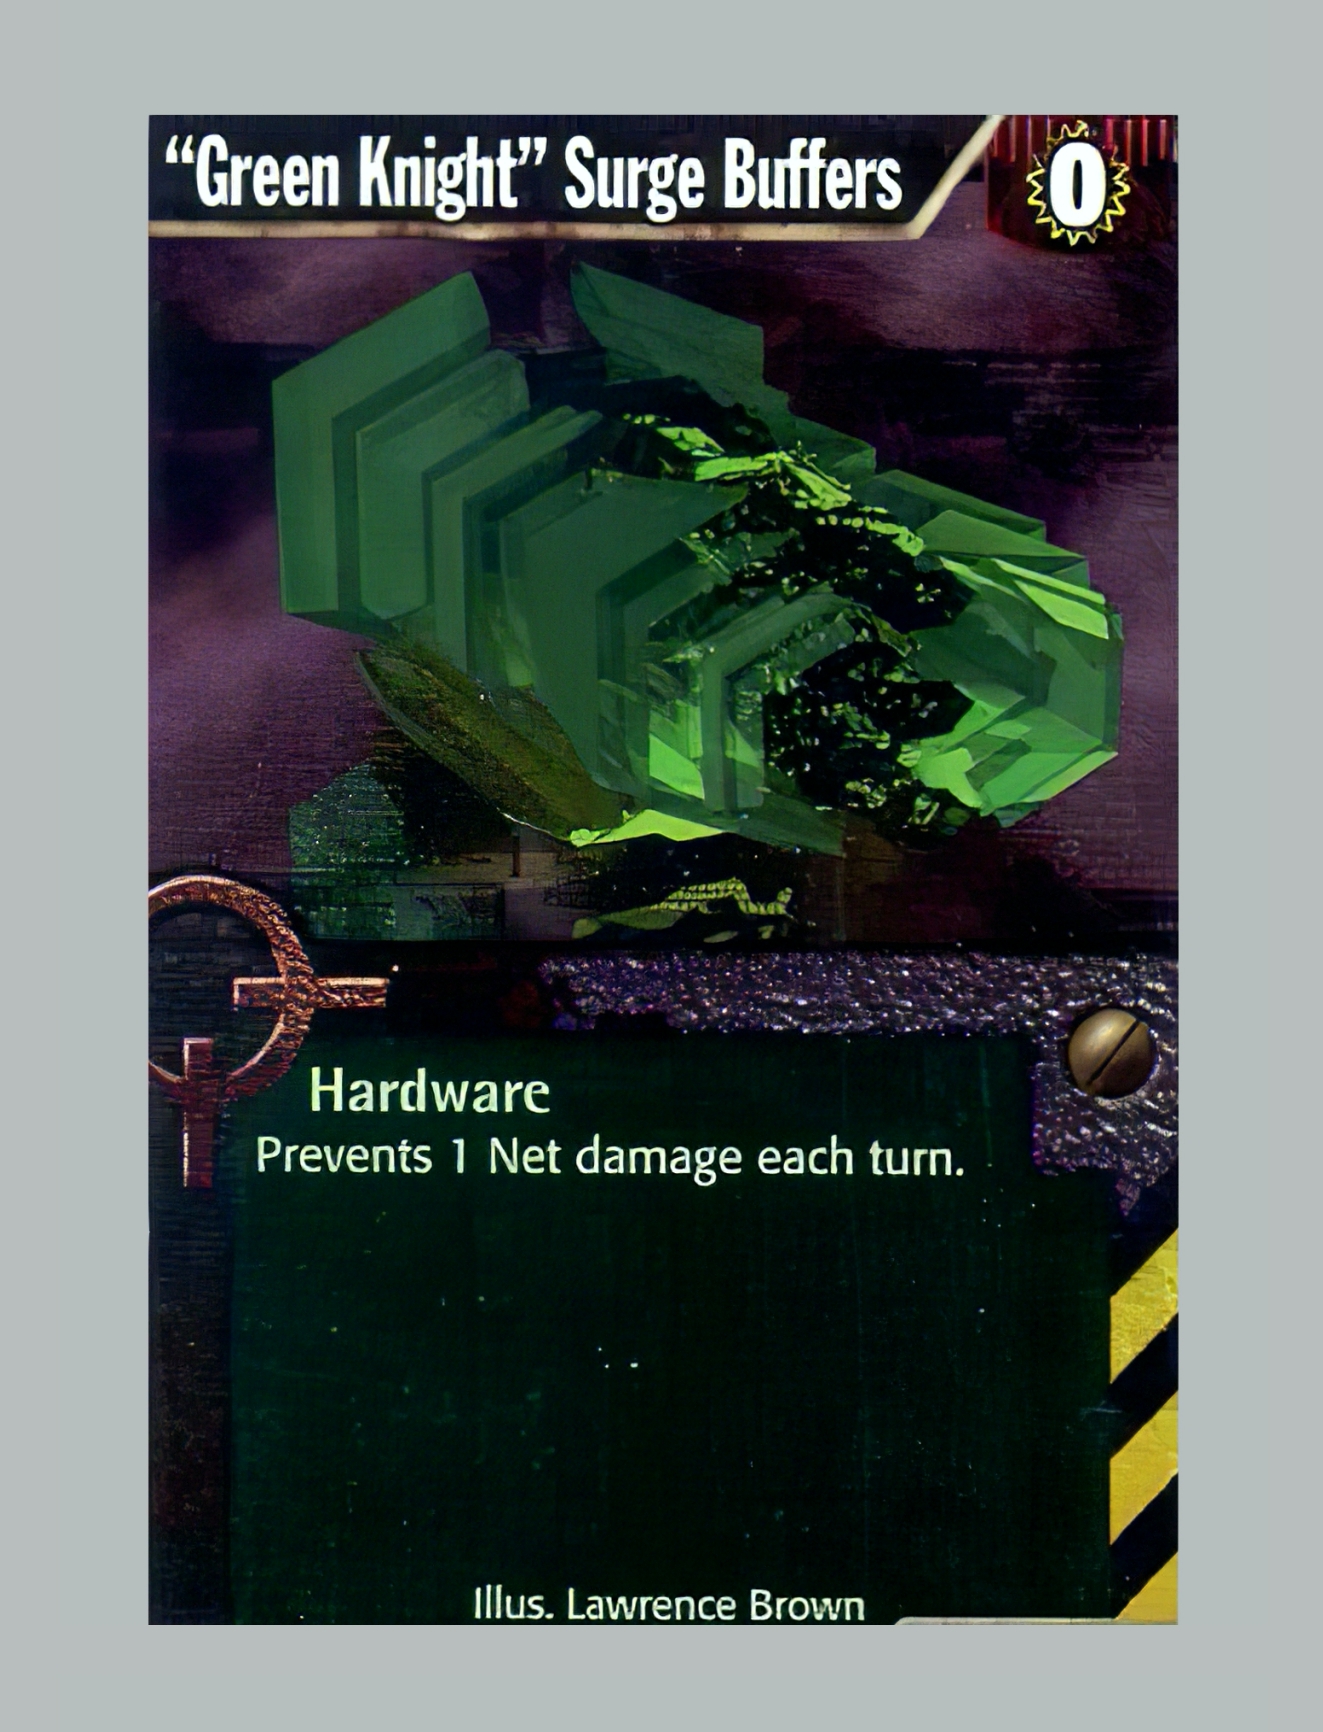 “Green Knight” Surge Buffers
0
Hardware
Prevents 1 Net damage each turn.
Illus. Lawrence Brown